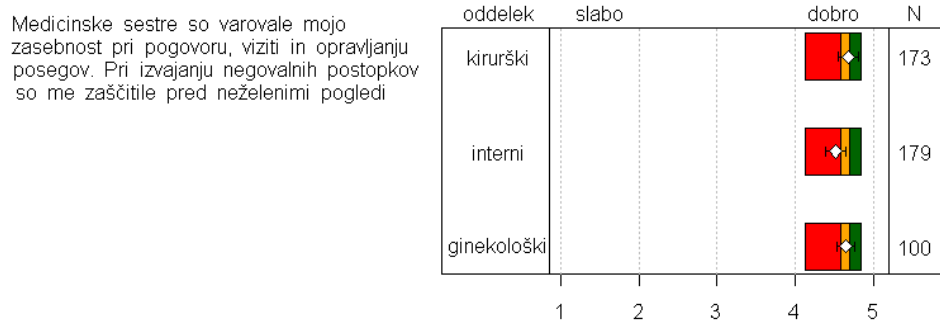 Medicinske sestre so varovale mojo
zasebnost pri pogovoru, viziti in opravljanju
posegov. Pri izvajanju negovalnih postopkov
so me zaščitile pred neželenimi pogledi
oddelek slabo dobro N
kirurški 173
interni 179
ginekološki 100
1 2 3 4 5